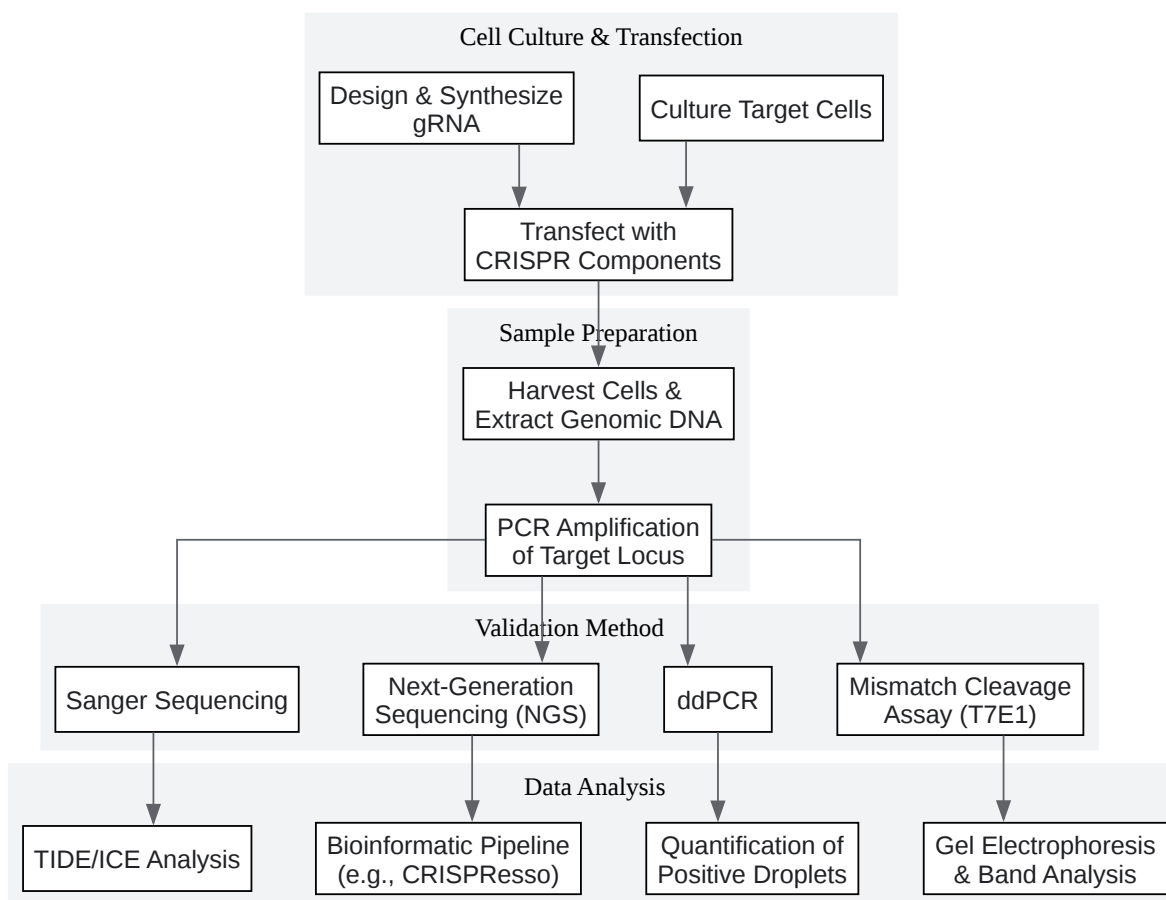 Cell Culture & Transfection
Design & Synthesize
gRNA
Culture Target Cells
Transfect with
CRISPR Components
Sample Preparation
Harvest Cells &
Extract Genomic DNA
PCR Amplification
of Target Locus
Validation Method
Sanger Sequencing
Next-Generation
Sequencing (NGS)
ddPCR
Mismatch Cleavage
Assay (T7E1)
Data Analysis
TIDE/ICE Analysis
Bioinformatic Pipeline
(e.g., CRISPResso)
Quantification of
Positive Droplets
Gel Electrophoresis
& Band Analysis